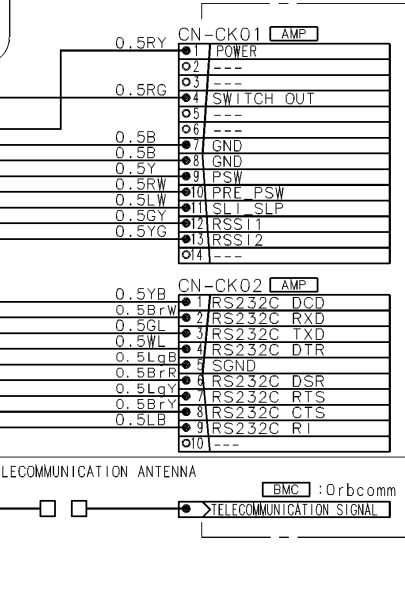 CN-CK01 AMP
0.5RY 1 POWER
2 ---
3 ---
0.5RG 4 SWITCH OUT
5 ---
6 ---
0.5B 7 GND
0.5B 8 GND
0.5Y 9 PSW
0.5RW 10 PRE_PSW
0.5LW 11 SLI_SLP
0.5GY 12 RSSI1
0.5YG 13 RSSI2
14 ---
CN-CK02 AMP
0.5YB 1 RS232C DCD
0.5BrW 2 RS232C RXD
0.5GL 3 RS232C TXD
0.5WL 4 RS232C DTR
0.5LgB 5 SGND
0.5BrR 6 RS232C DSR
0.5LgY 7 RS232C RTS
0.5BrY 8 RS232C CTS
0.5LB 9 RS232C RI
10 ---
LECOMMUNICATION ANTENNA
BMC :Orbcomm
TELECOMMUNICATION SIGNAL